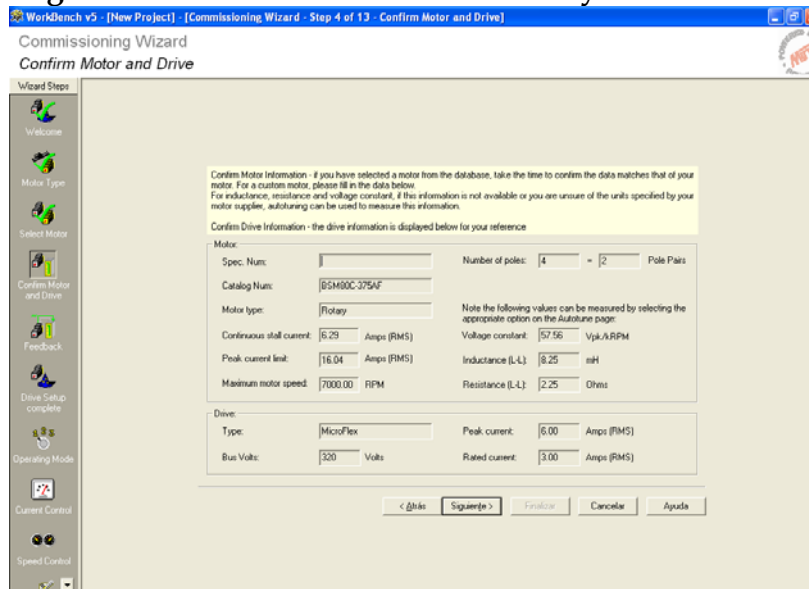 WorkBench v5 - [New Project] - [Commissioning Wizard - Step 4 of 13 - Confirm Motor and Drive]
Commissioning Wizard
Confirm Motor and Drive
Wizard Steps
Welcome
Motor Type
Select Motor
Confirm Motor
and Drive
Feedback
Drive Setup
complete
Operating Mode
Current Control
Speed Control
Confirm Motor Information - if you have selected a motor from the database, take the time to confirm the data matches that of your
motor. For a custom motor, please fill in the data below.
For inductance, resistance and voltage constant, if this information is not available or you are unsure of the units specified by your
motor supplier, autotuning can be used to measure this information.
Confirm Drive Information - the drive information is displayed below for your reference
Motor:
Spec. Num:
Number of poles: 4 = 2 Pole Pairs
Catalog Num: BSM80C-375AF
Motor type: Rotary
Note the following values can be measured by selecting the
appropriate option on the Autotune page:
Continuous stall current: 6.29 Amps (RMS)
Voltage constant: 57.56 Vpk/kRPM
Peak current limit: 16.04 Amps (RMS)
Inductance (L-L): 8.25 mH
Maximum motor speed: 7000.00 RPM
Resistance (L-L): 2.25 Ohms
Drive:
Type: MicroFlex
Peak current: 6.00 Amps (RMS)
Bus Volts: 320 Volts
Rated current: 3.00 Amps (RMS)
< Atrás
Siguiente >
Finalizar
Cancelar
Ayuda